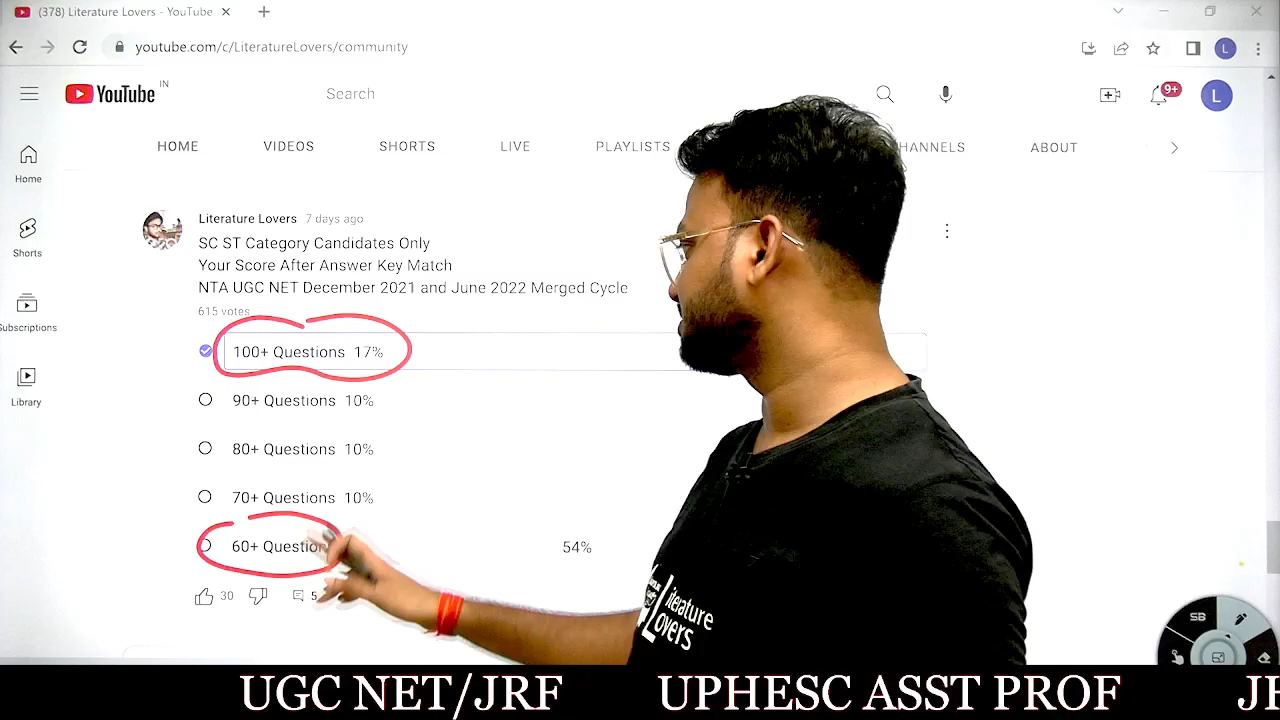 (378) Literature Lovers - YouTube
youtube.com/c/LiteratureLovers/community
YouTube IN
Search
9+
L
L
HOME VIDEOS SHORTS LIVE PLAYLISTS HANNELS ABOUT
Home
Shorts
Subscriptions
Library
Literature Lovers 7 days ago
SC ST Category Candidates Only
Your Score After Answer Key Match
NTA UGC NET December 2021 and June 2022 Merged Cycle
615 votes
100+ Questions 17%
90+ Questions 10%
80+ Questions 10%
70+ Questions 10%
60+ Question 54%
30 5
Literature
Lovers
SB
UGC NET/JRF UPHESC ASST PROF